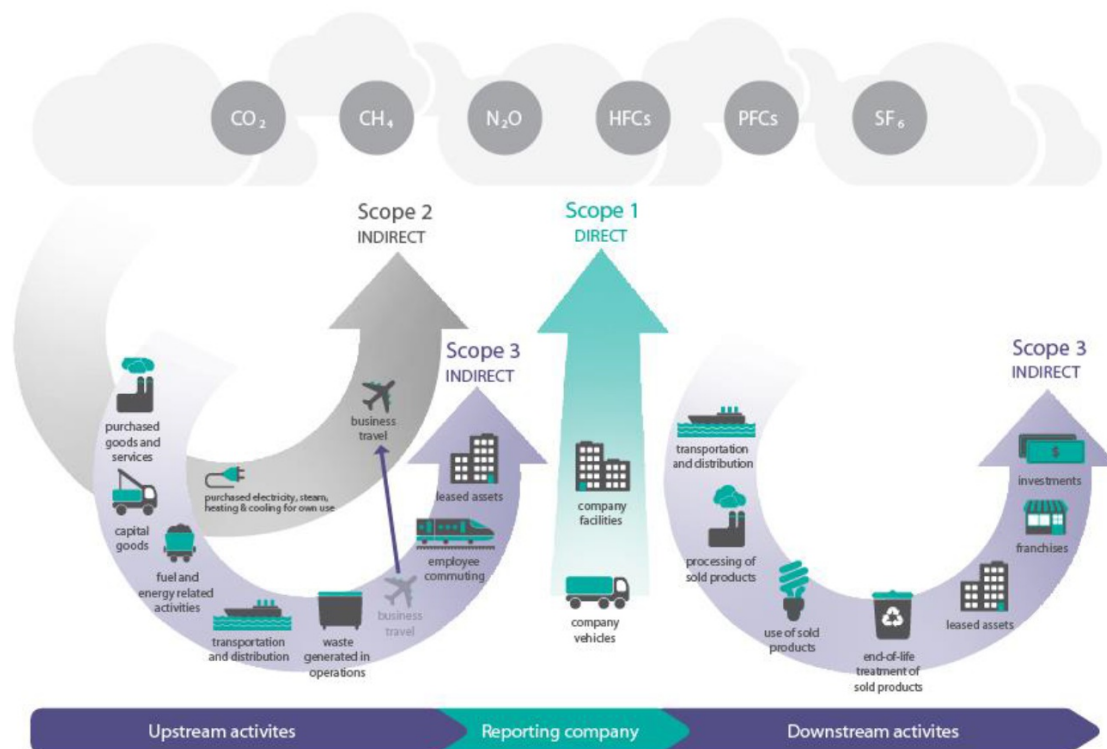 CO₂
CH₄
N₂O
HFCs
PFCs
SF₆
Scope 2
INDIRECT
Scope 1
DIRECT
Scope 3
INDIRECT
Scope 3
INDIRECT
purchased
goods and
services
capital
goods
fuel and
energy related
activities
transportation
and distribution
waste
generated in
operations
business
travel
employee
commuting
leased assets
purchased electricity, steam,
heating & cooling for own use
business
travel
company
facilities
company
vehicles
transportation
and distribution
processing of
sold products
use of sold
products
end-of-life
treatment of
sold products
leased assets
franchises
investments
$
Upstream activites
Reporting company
Downstream activites